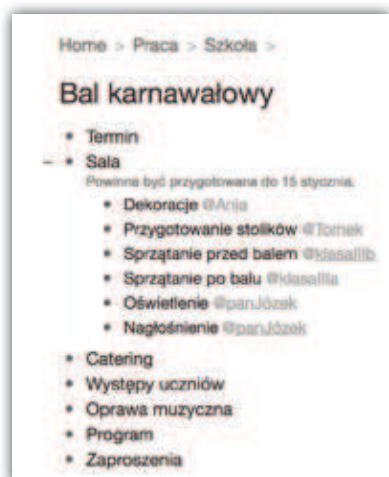 Home > Praca > Szkoła >
Bal karnawałowy
Termin
Sala
Powinna być przygotowana do 15 stycznia.
Dekoracje @Ania
Przygotowanie stolików @Tomek
Sprzątanie przed balem @klasaIIIb
Sprzątanie po balu @klasaIIIa
Oświetlenie @panJózek
Nagłośnienie @panJózek
Catering
Występy uczniów
Oprawa muzyczna
Program
Zaproszenia